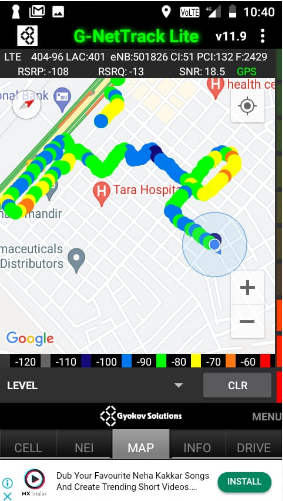 10:40
VoLTE
G-NetTrack Lite v11.9
LTE 404-96 LAC:401 eNB:501826 CI:51 PCI:132 F:2429
RSRP: -108 RSRQ: -13 SNR: 18.5 GPS
onal Bank
health ce
Tara Hospita
mandir
maceuticals
Distributors
+
−
Google
-120 -110 -100 -90 -80 -70 -60
LEVEL CLR
Gyokov Solutions MENU
CELL NEI MAP INFO DRIVE
Dub Your Favourite Neha Kakkar Songs
And Create Trending Short Videos....
INSTALL
MX TakaTak